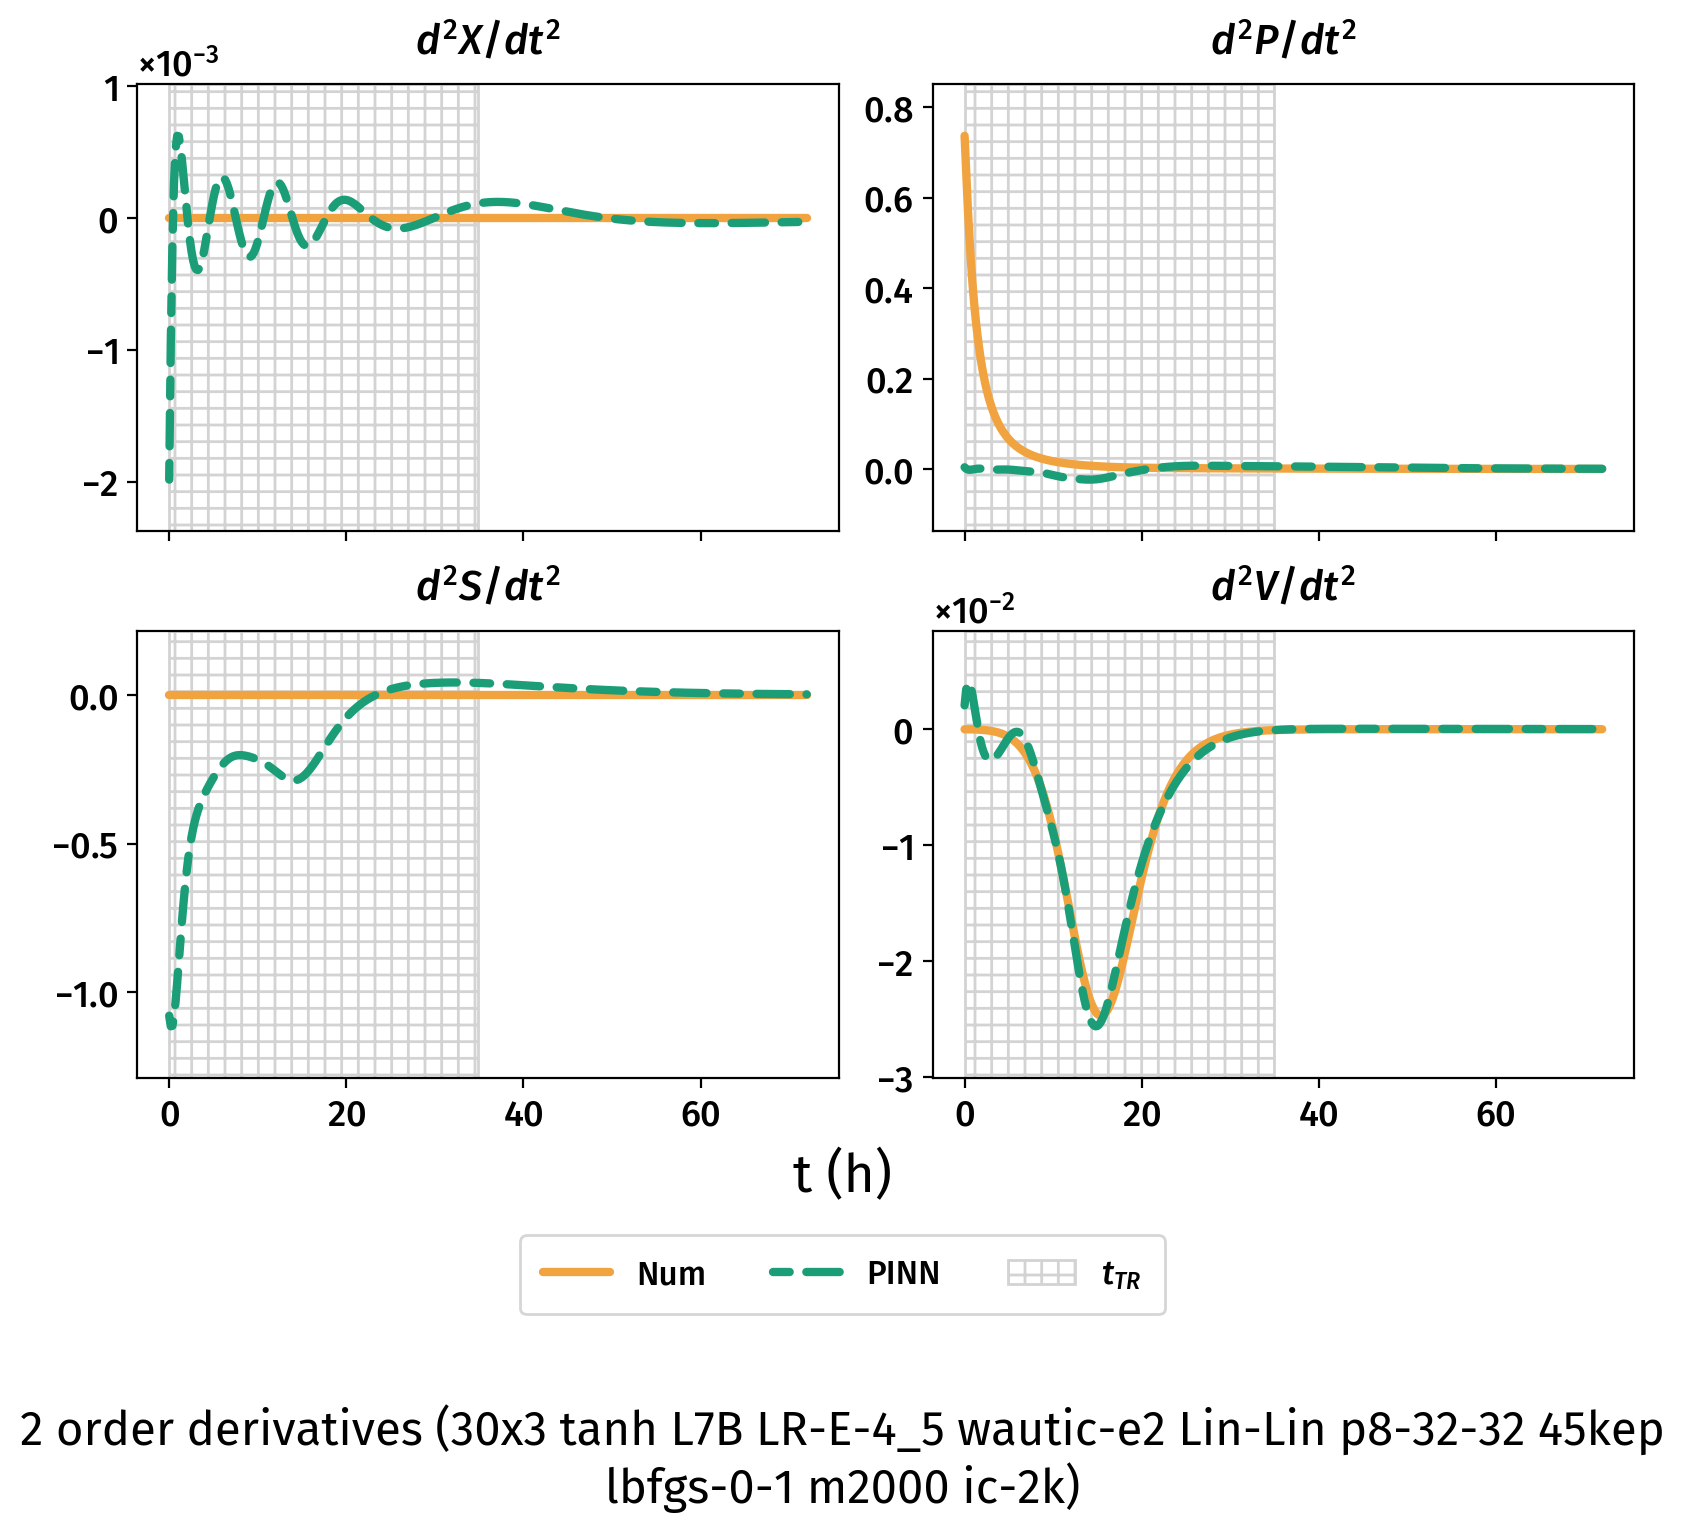 d²X/dt²
d²P/dt²
×10⁻³
1
0
−1
−2
0.8
0.6
0.4
0.2
0.0
d²S/dt²
d²V/dt²
×10⁻²
0.0
−0.5
−1.0
0
−1
−2
−3
0 20 40 60
0 20 40 60
t (h)
Num PINN t_TR
2 order derivatives (30x3 tanh L7B LR-E-4_5 wautic-e2 Lin-Lin p8-32-32 45kep
lbfgs-0-1 m2000 ic-2k)